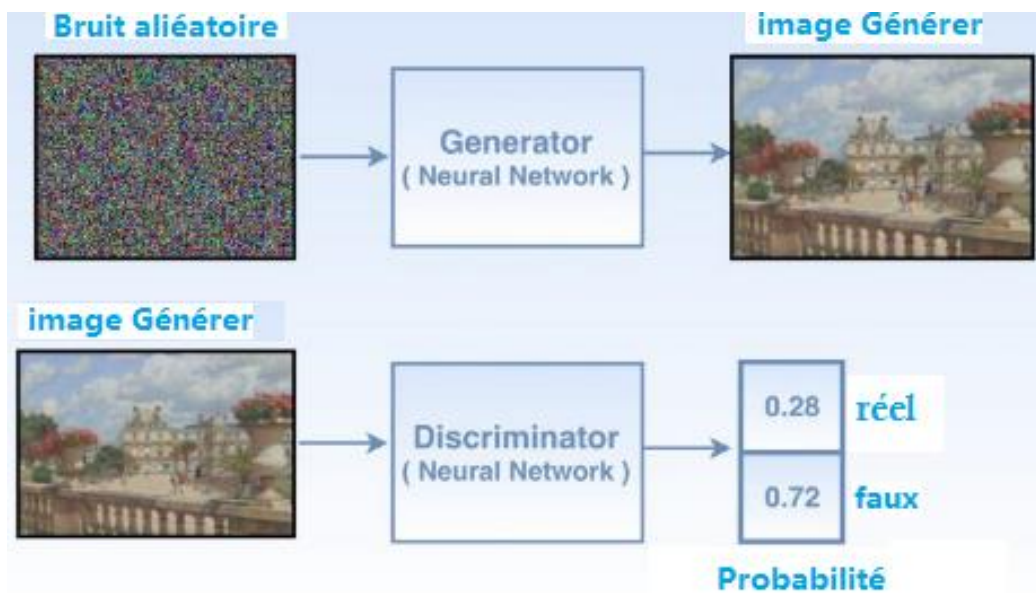 Bruit aliéatoire
image Générer
Generator
( Neural Network )
image Générer
Discriminator
( Neural Network )
0.28
réel
0.72
faux
Probabilité